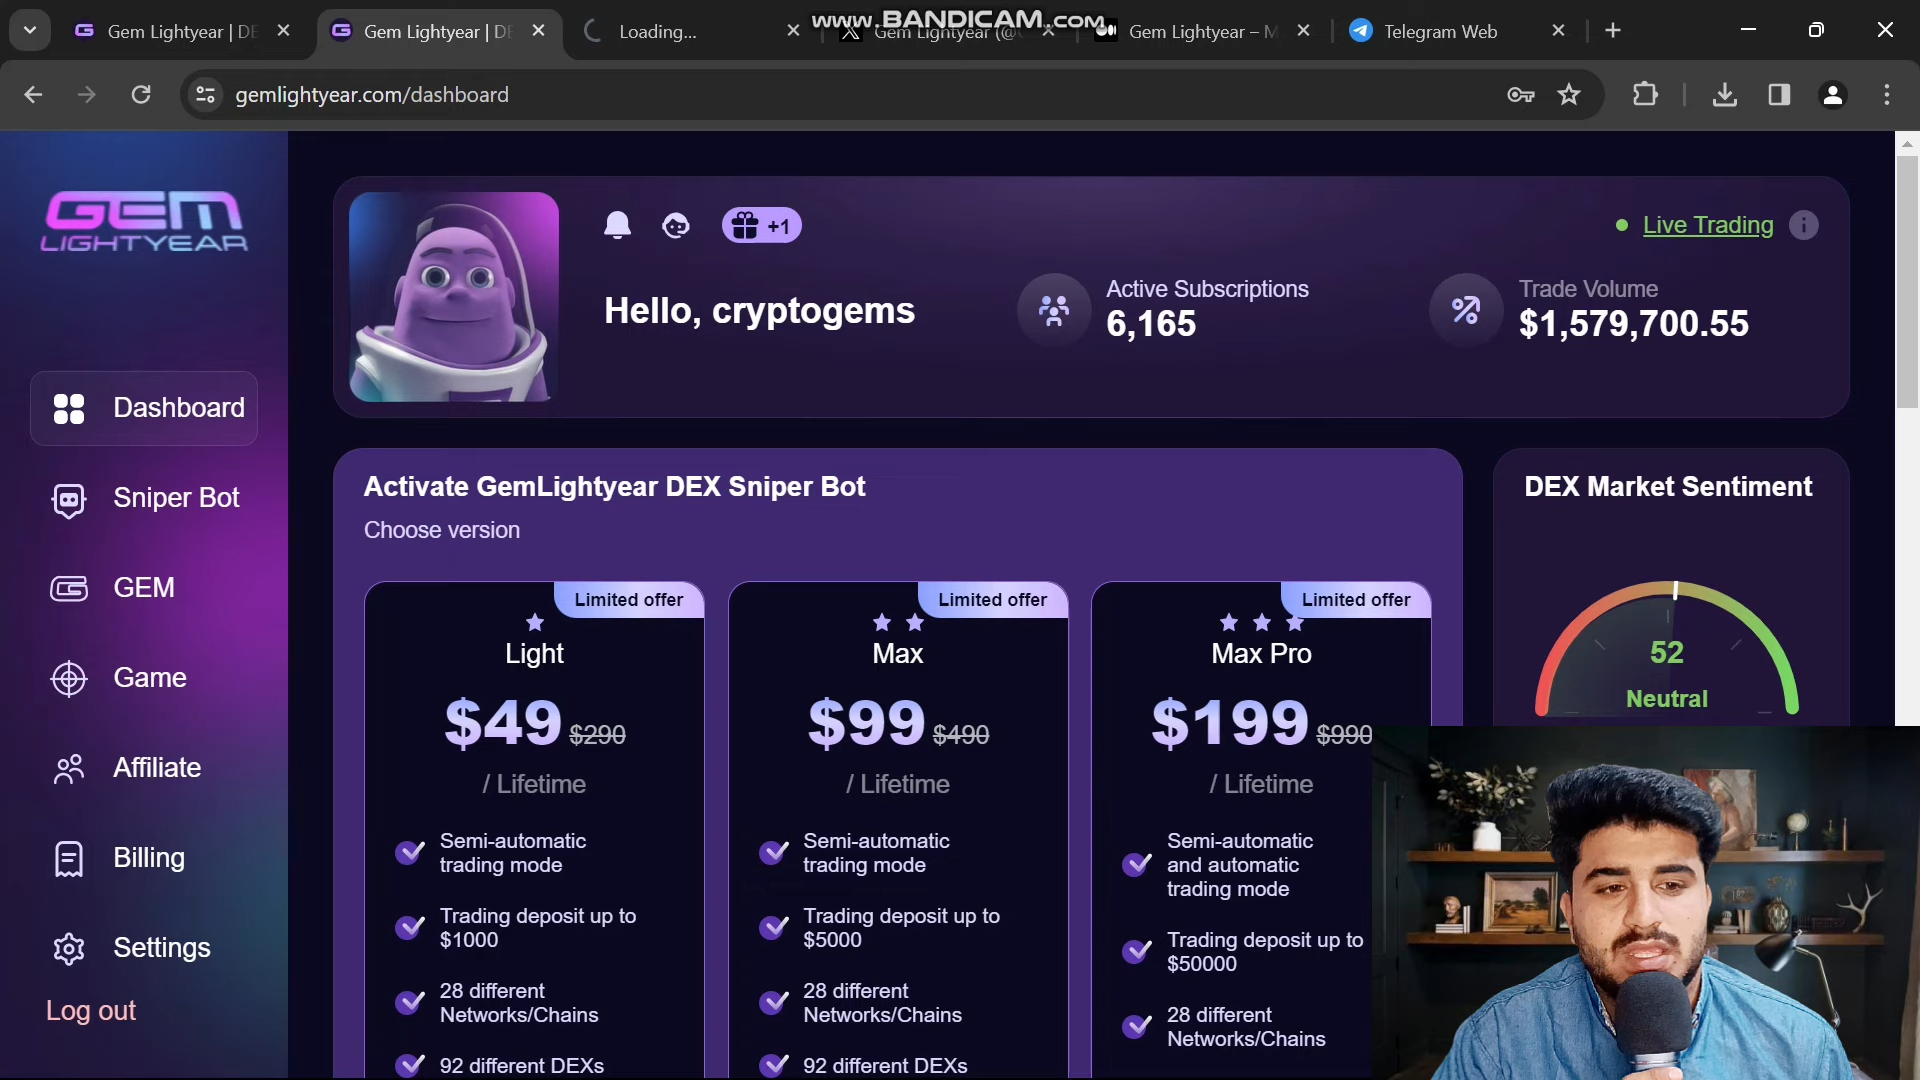 www.BANDICAM.com
Gem Lightyear | DE
Gem Lightyear | DE
Loading...
Gem Lightyear (@
Gem Lightyear – M
Telegram Web
gemlightyear.com/dashboard
GEM
LIGHTYEAR
Dashboard
Sniper Bot
GEM
Game
Affiliate
Billing
Settings
Log out
+1
Live Trading
Hello, cryptogems
Active Subscriptions
6,165
Trade Volume
$1,579,700.55
Activate GemLightyear DEX Sniper Bot
Choose version
Limited offer
Light
$49 $290
/ Lifetime
Semi-automatic
trading mode
Trading deposit up to
$1000
28 different
Networks/Chains
92 different DEXs
Limited offer
Max
$99 $490
/ Lifetime
Semi-automatic
trading mode
Trading deposit up to
$5000
28 different
Networks/Chains
92 different DEXs
Limited offer
Max Pro
$199 $990
/ Lifetime
Semi-automatic
and automatic
trading mode
Trading deposit up to
$50000
28 different
Networks/Chains
DEX Market Sentiment
52
Neutral